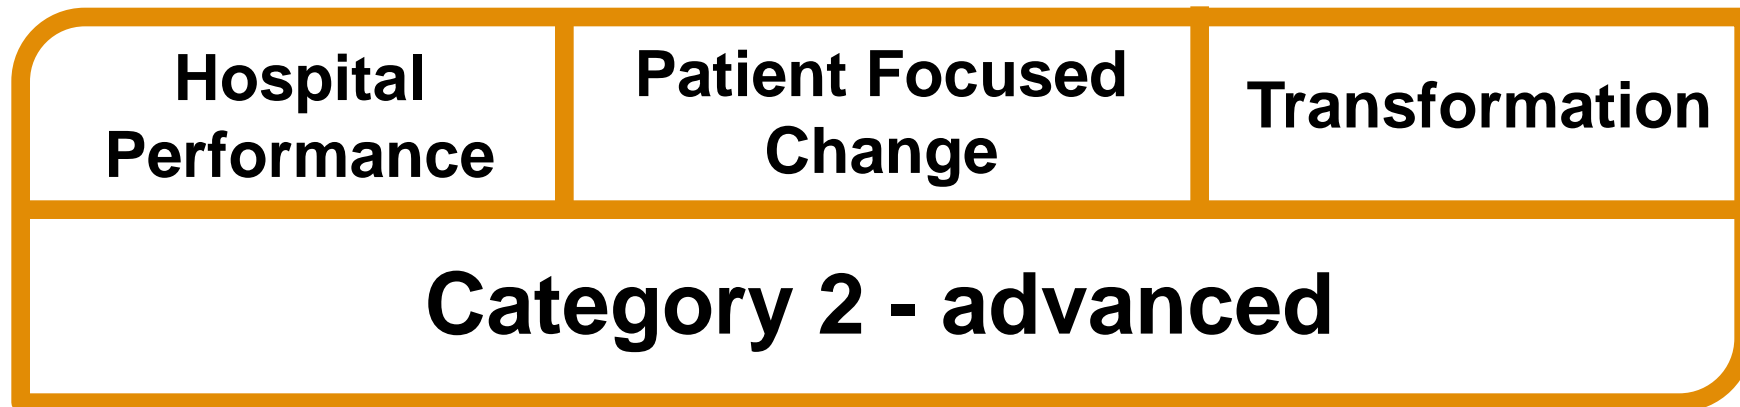 Hospital
Performance
Patient Focused
Change
Transformation
Category 2 - advanced